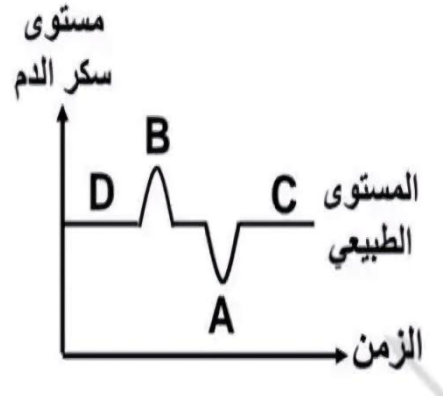 مستوى
سكر الدم
B
D
C
المستوى
الطبيعي
A
الزمن